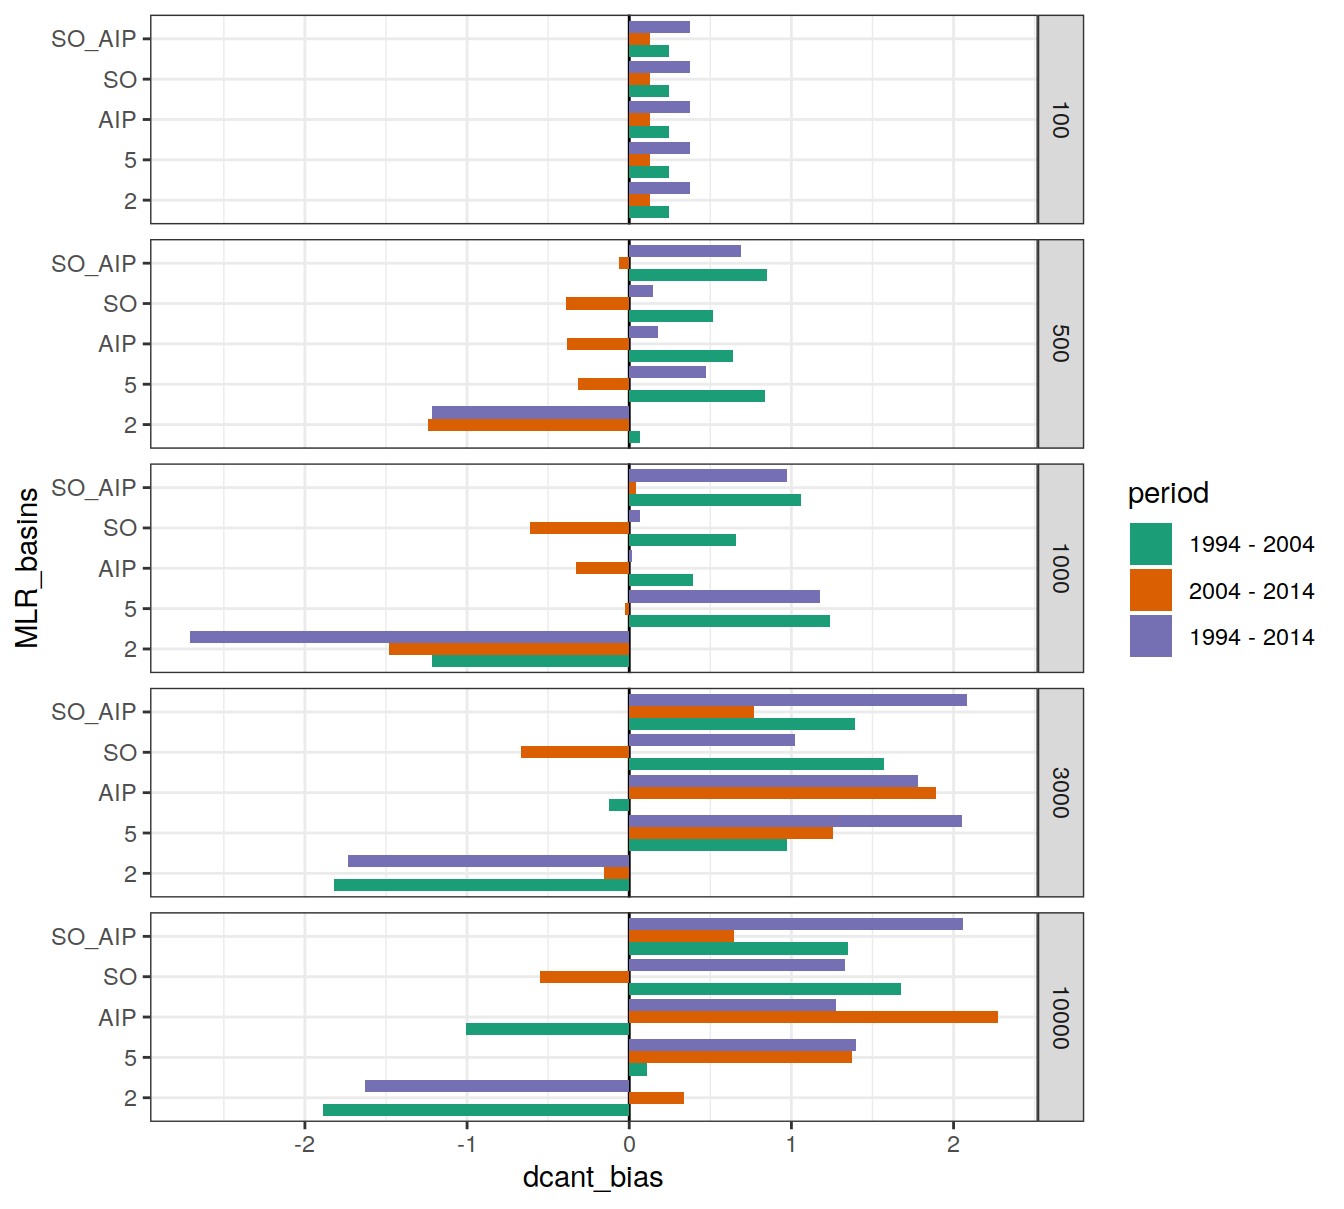 SO_AIP
SO
AIP
5
2
100
SO_AIP
SO
AIP
5
2
500
SO_AIP
SO
AIP
5
2
1000
SO_AIP
SO
AIP
5
2
3000
SO_AIP
SO
AIP
5
2
10000
-2 -1 0 1 2
dcant_bias
MLR_basins
period
1994 - 2004
2004 - 2014
1994 - 2014